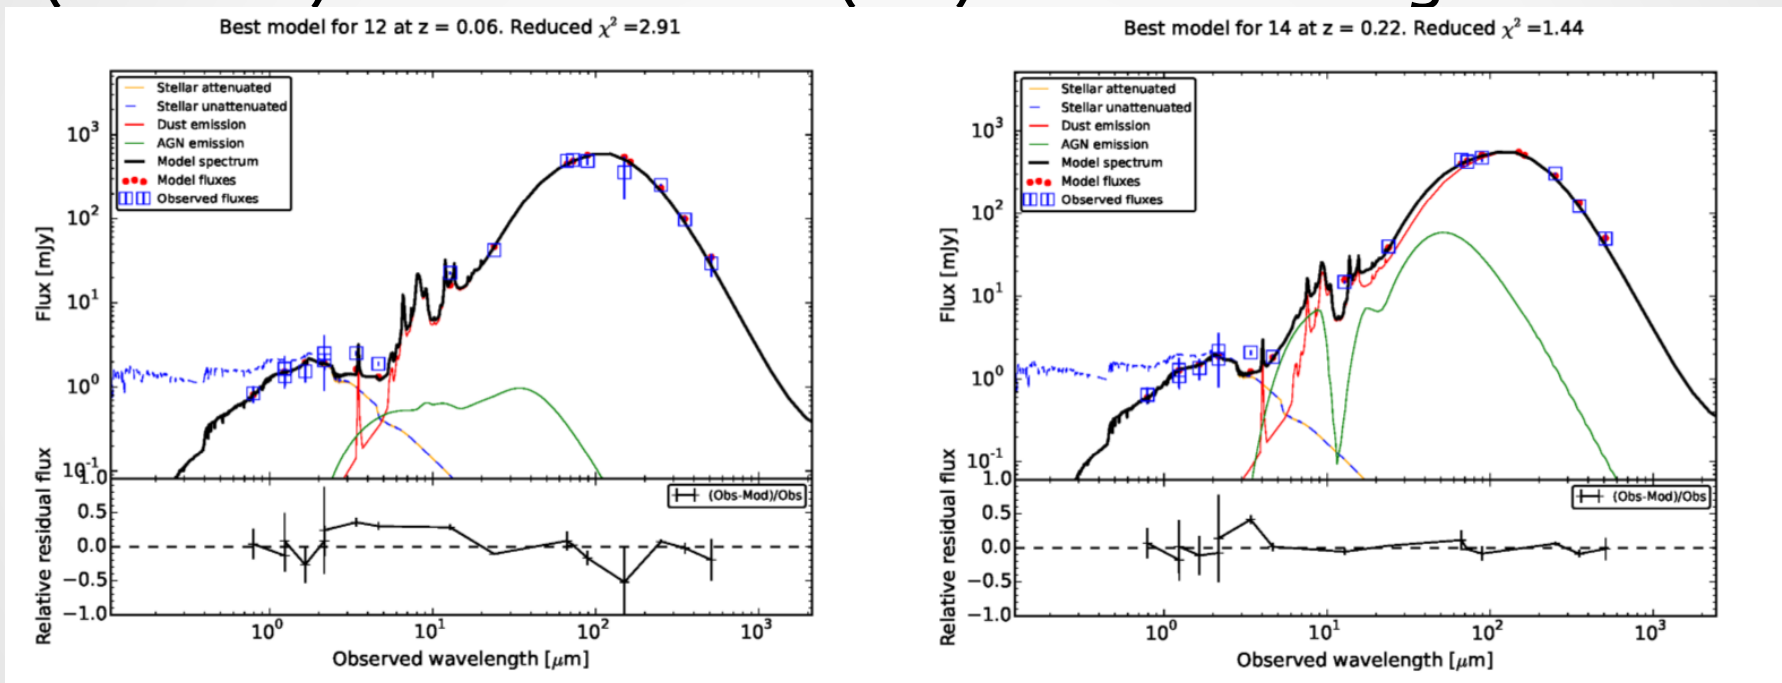 Best model for 12 at z = 0.06. Reduced χ² =2.91
Stellar attenuated
Stellar unattenuated
Dust emission
AGN emission
Model spectrum
Model fluxes
Observed fluxes
Flux [mJy]
10³
10²
10¹
10⁰
10⁻¹
Relative residual flux
1.0
0.5
0.0
−0.5
−1.0
(Obs-Mod)/Obs
10⁰ 10¹ 10² 10³
Observed wavelength [μm]
Best model for 14 at z = 0.22. Reduced χ² =1.44
Stellar attenuated
Stellar unattenuated
Dust emission
AGN emission
Model spectrum
Model fluxes
Observed fluxes
Flux [mJy]
10³
10²
10¹
10⁰
10⁻¹
Relative residual flux
1.0
0.5
0.0
−0.5
−1.0
(Obs-Mod)/Obs
10⁰ 10¹ 10² 10³
Observed wavelength [μm]